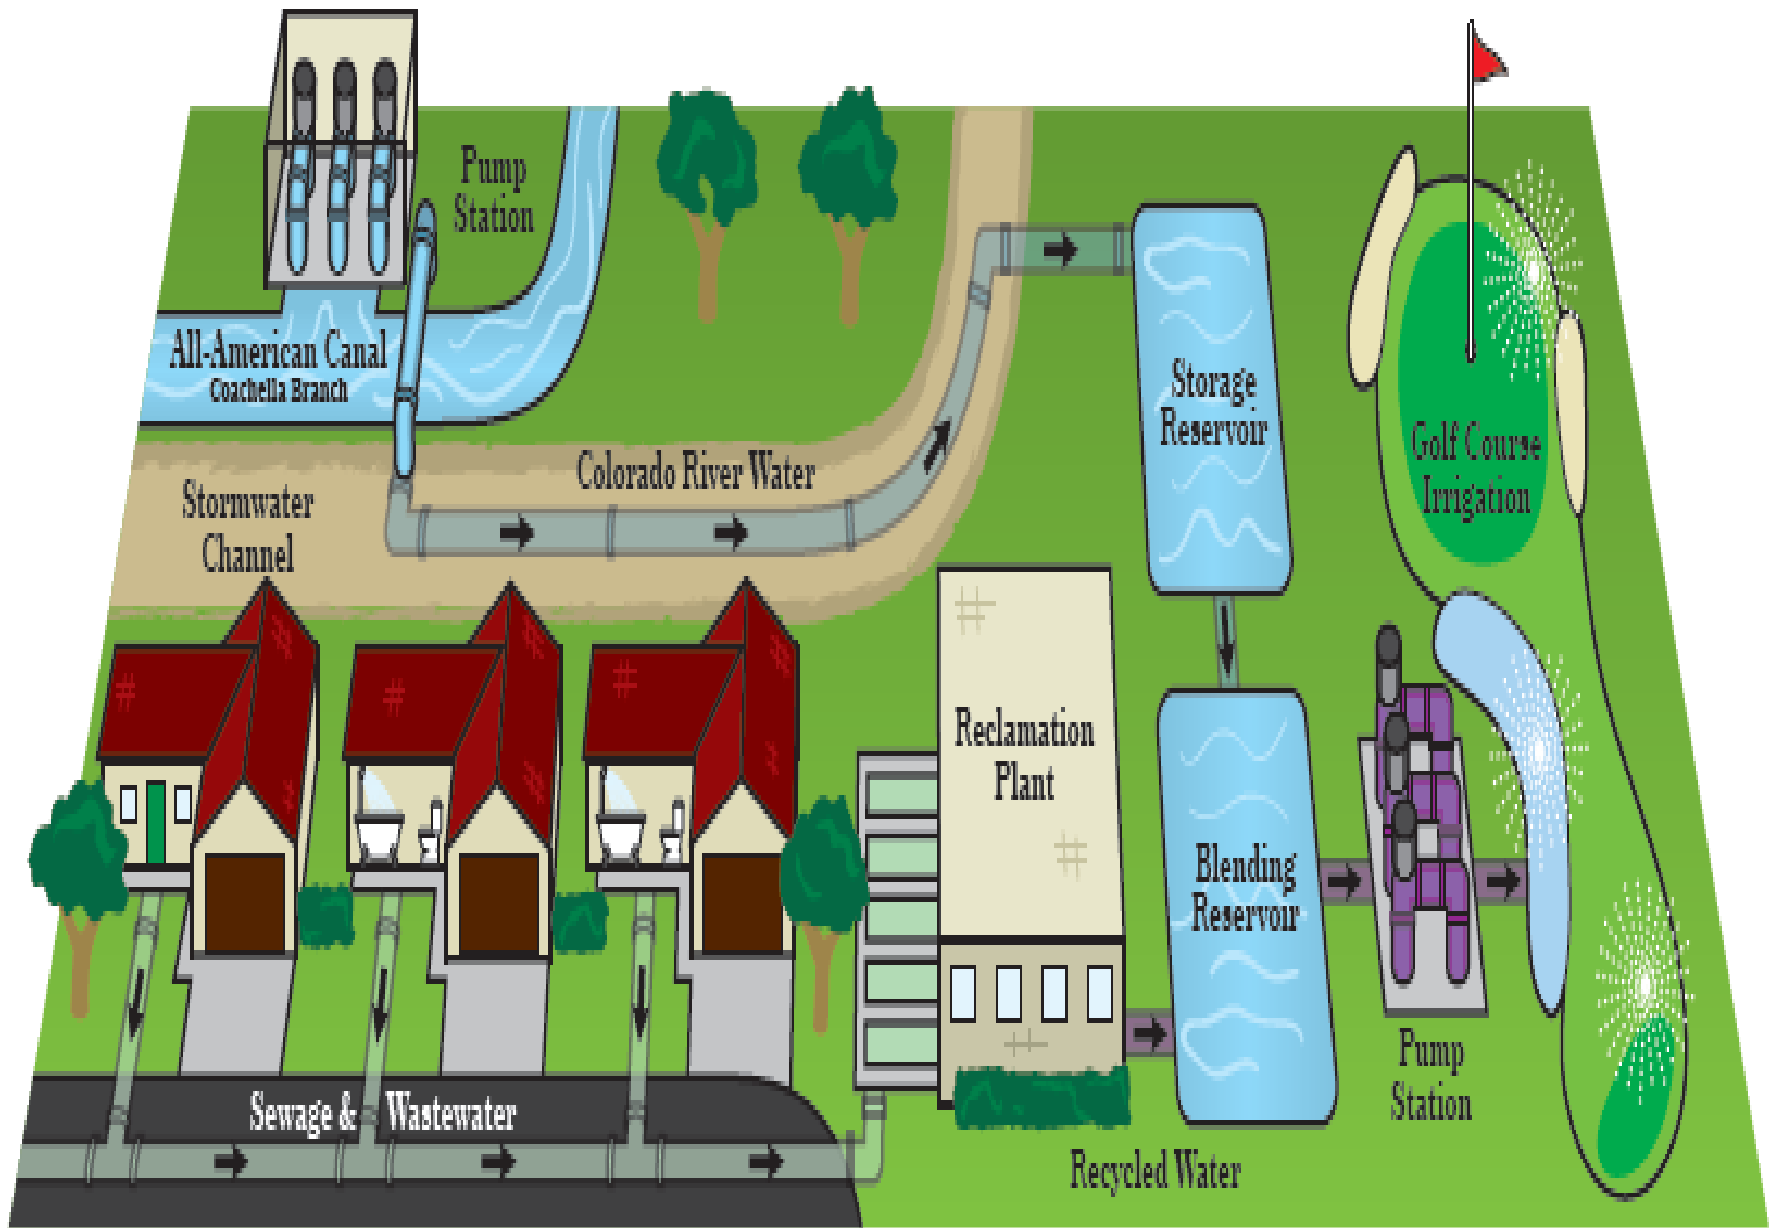 Pump
Station
All-American Canal
Coachella Branch
Stormwater
Channel
Colorado River Water
Storage
Reservoir
Golf Course
Irrigation
Reclamation
Plant
Blending
Reservoir
Pump
Station
Sewage & Wastewater
Recycled Water